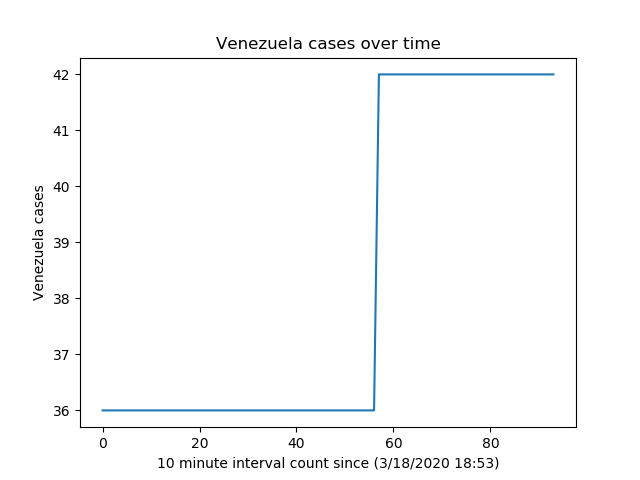 Venezuela cases over time
42
41
40
39
38
37
36
Venezuela cases
0 20 40 60 80
10 minute interval count since (3/18/2020 18:53)